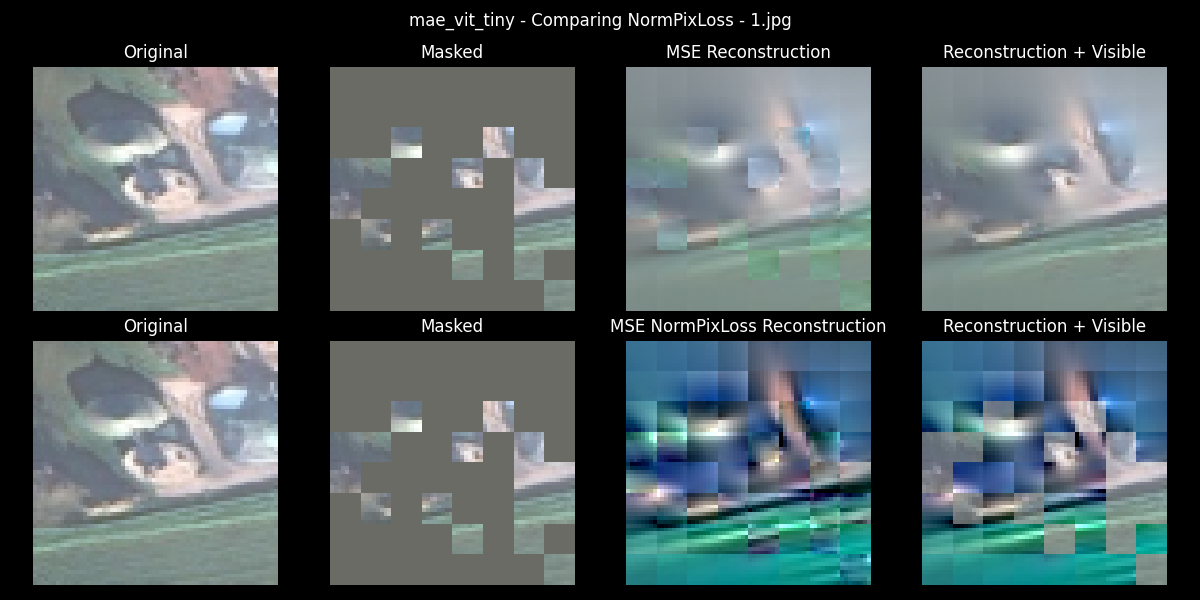 mae_vit_tiny - Comparing NormPixLoss - 1.jpg
Original
Masked
MSE Reconstruction
Reconstruction + Visible
Original
Masked
MSE NormPixLoss Reconstruction
Reconstruction + Visible